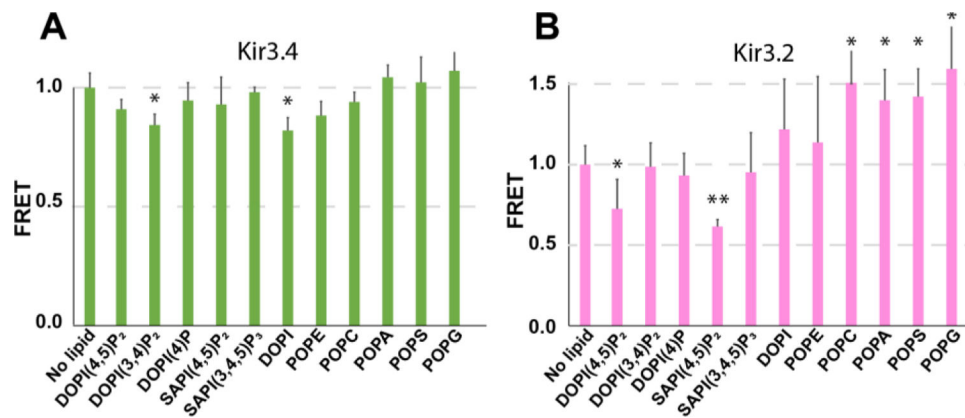 A
Kir3.4
FRET
1.0
0.5
0.0
*
*
No lipid
DOPI(4,5)P₂
DOPI(3,4)P₂
DOPI(4)P
SAPI(4,5)P₂
SAPI(3,4,5)P₃
DOPI
POPE
POPC
POPA
POPS
POPG
B
Kir3.2
FRET
1.5
1.0
0.5
0.0
*
**
*
*
*
*
No lipid
DOPI(4,5)P₂
DOPI(3,4)P₂
DOPI(4)P
SAPI(4,5)P₂
SAPI(3,4,5)P₃
DOPI
POPE
POPC
POPA
POPS
POPG